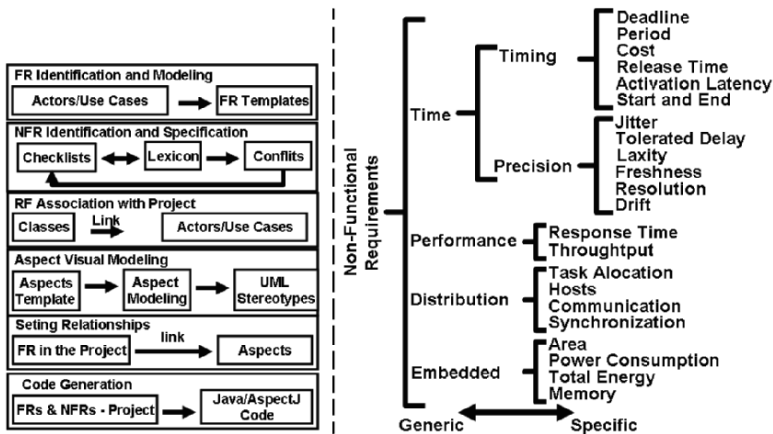 FR Identification and Modeling
Actors/Use Cases
FR Templates
NFR Identification and Specification
Checklists
Lexicon
Conflits
RF Association with Project
Classes
Link
Actors/Use Cases
Aspect Visual Modeling
Aspects
Template
Aspect
Modeling
UML
Stereotypes
Seting Relationships
FR in the Project
link
Aspects
Code Generation
FRs & NFRs - Project
Java/AspectJ
Code
Non-Functional
Requirements
Time
Timing
Deadline
Period
Cost
Release Time
Activation Latency
Start and End
Precision
Jitter
Tolerated Delay
Laxity
Freshness
Resolution
Drift
Performance
Response Time
Throughtput
Distribution
Task Alocation
Hosts
Communication
Synchronization
Embedded
Area
Power Consumption
Total Energy
Memory
Generic
Specific